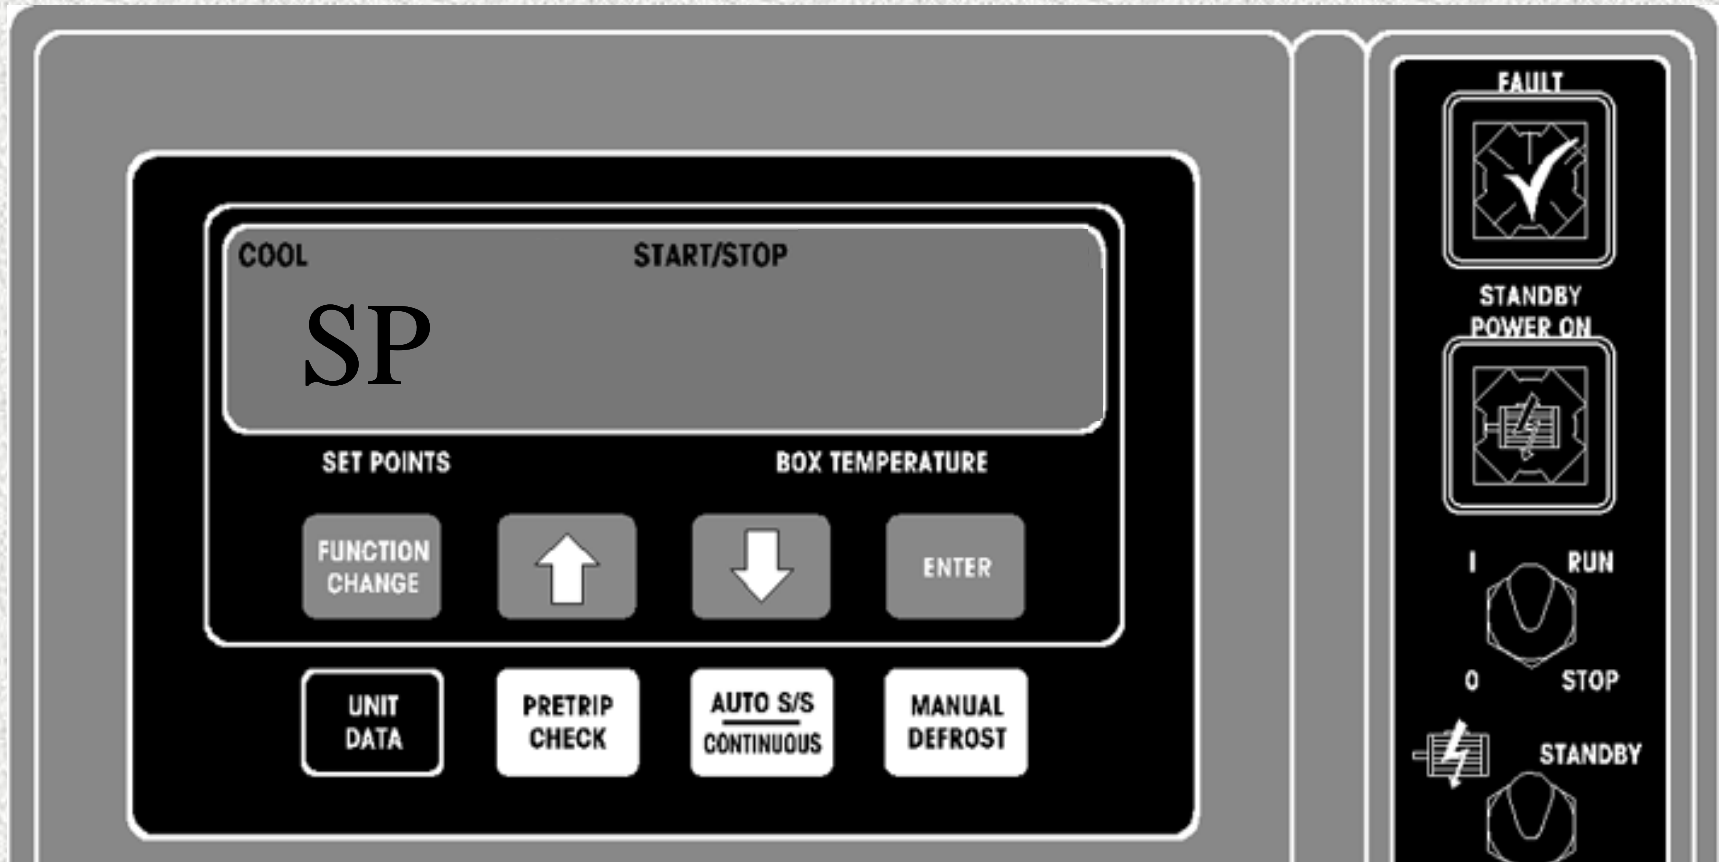 FAULT
COOL START/STOP
SP
STANDBY
POWER ON
SET POINTS BOX TEMPERATURE
FUNCTION
CHANGE
ENTER
I RUN
O STOP
UNIT
DATA
PRETRIP
CHECK
AUTO S/S
CONTINUOUS
MANUAL
DEFROST
STANDBY